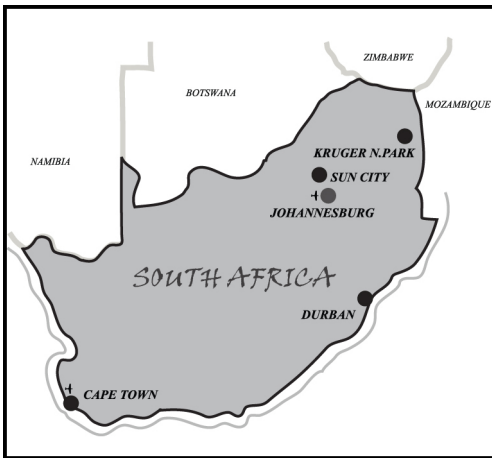 ZIMBABWE
BOTSWANA
MOZAMBIQUE
KRUGER N.PARK
NAMIBIA
SUN CITY
JOHANNESBURG
SOUTH AFRICA
DURBAN
CAPE TOWN